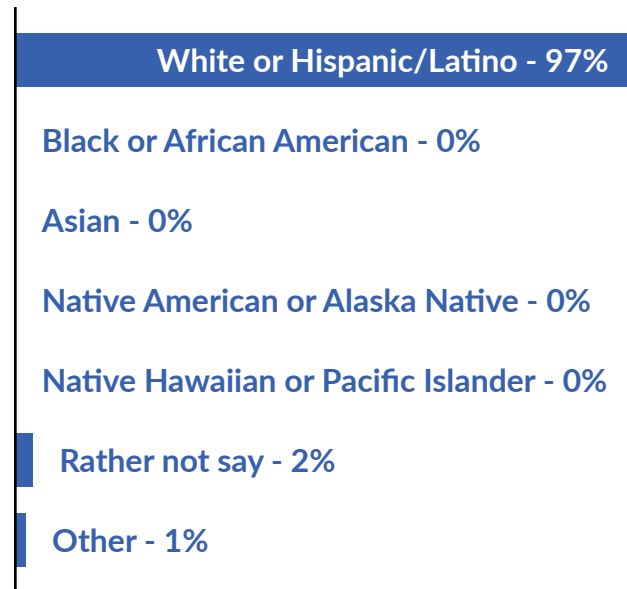 White or Hispanic/Latino - 97%
Black or African American - 0%
Asian - 0%
Native American or Alaska Native - 0%
Native Hawaiian or Pacific Islander - 0%
Rather not say - 2%
Other - 1%